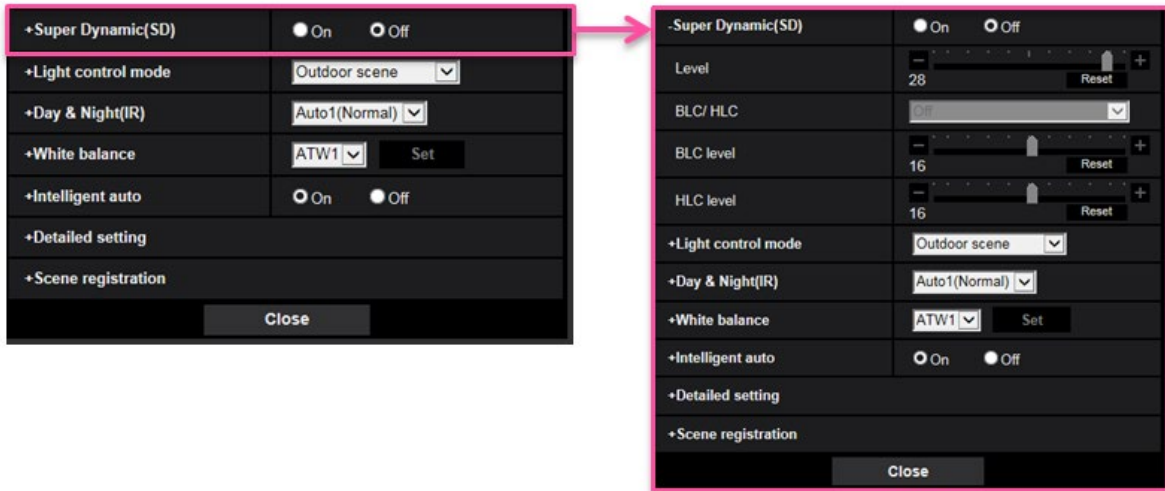 +Super Dynamic(SD) On Off
+Light control mode Outdoor scene
+Day & Night(IR) Auto1(Normal)
+White balance ATW1 Set
+Intelligent auto On Off
+Detailed setting
+Scene registration
Close
-Super Dynamic(SD) On Off
Level 28 Reset
BLC/ HLC Off
BLC level 16 Reset
HLC level 16 Reset
+Light control mode Outdoor scene
+Day & Night(IR) Auto1(Normal)
+White balance ATW1 Set
+Intelligent auto On Off
+Detailed setting
+Scene registration
Close